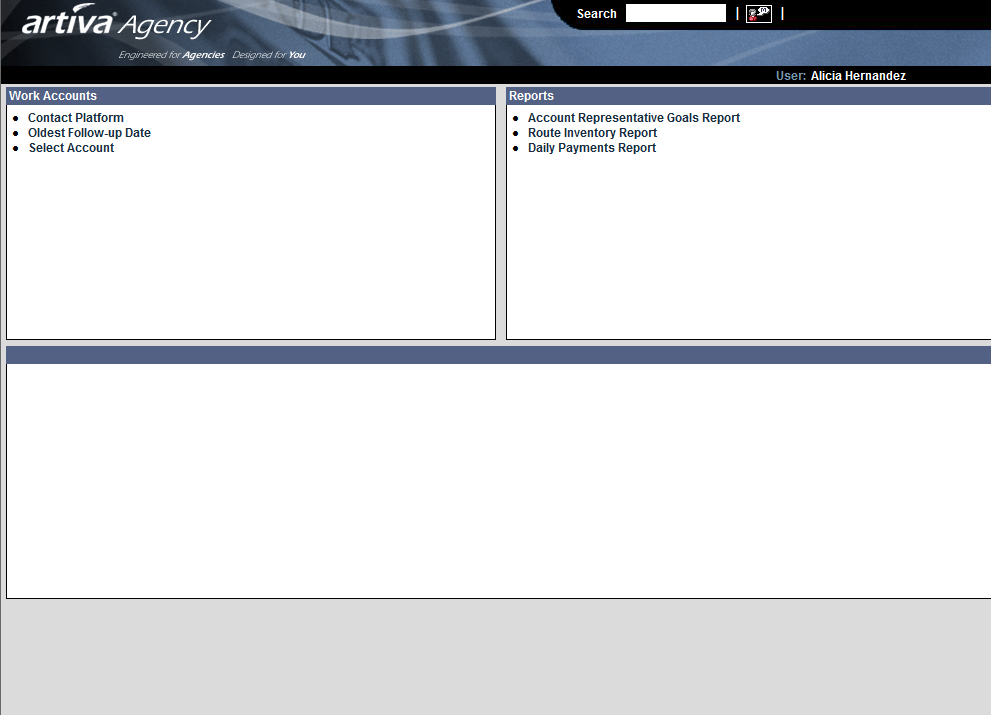 artiva® Agency
Engineered for Agencies Designed for You
Search
User: Alicia Hernandez
Work Accounts
Contact Platform
Oldest Follow-up Date
Select Account
Reports
Account Representative Goals Report
Route Inventory Report
Daily Payments Report